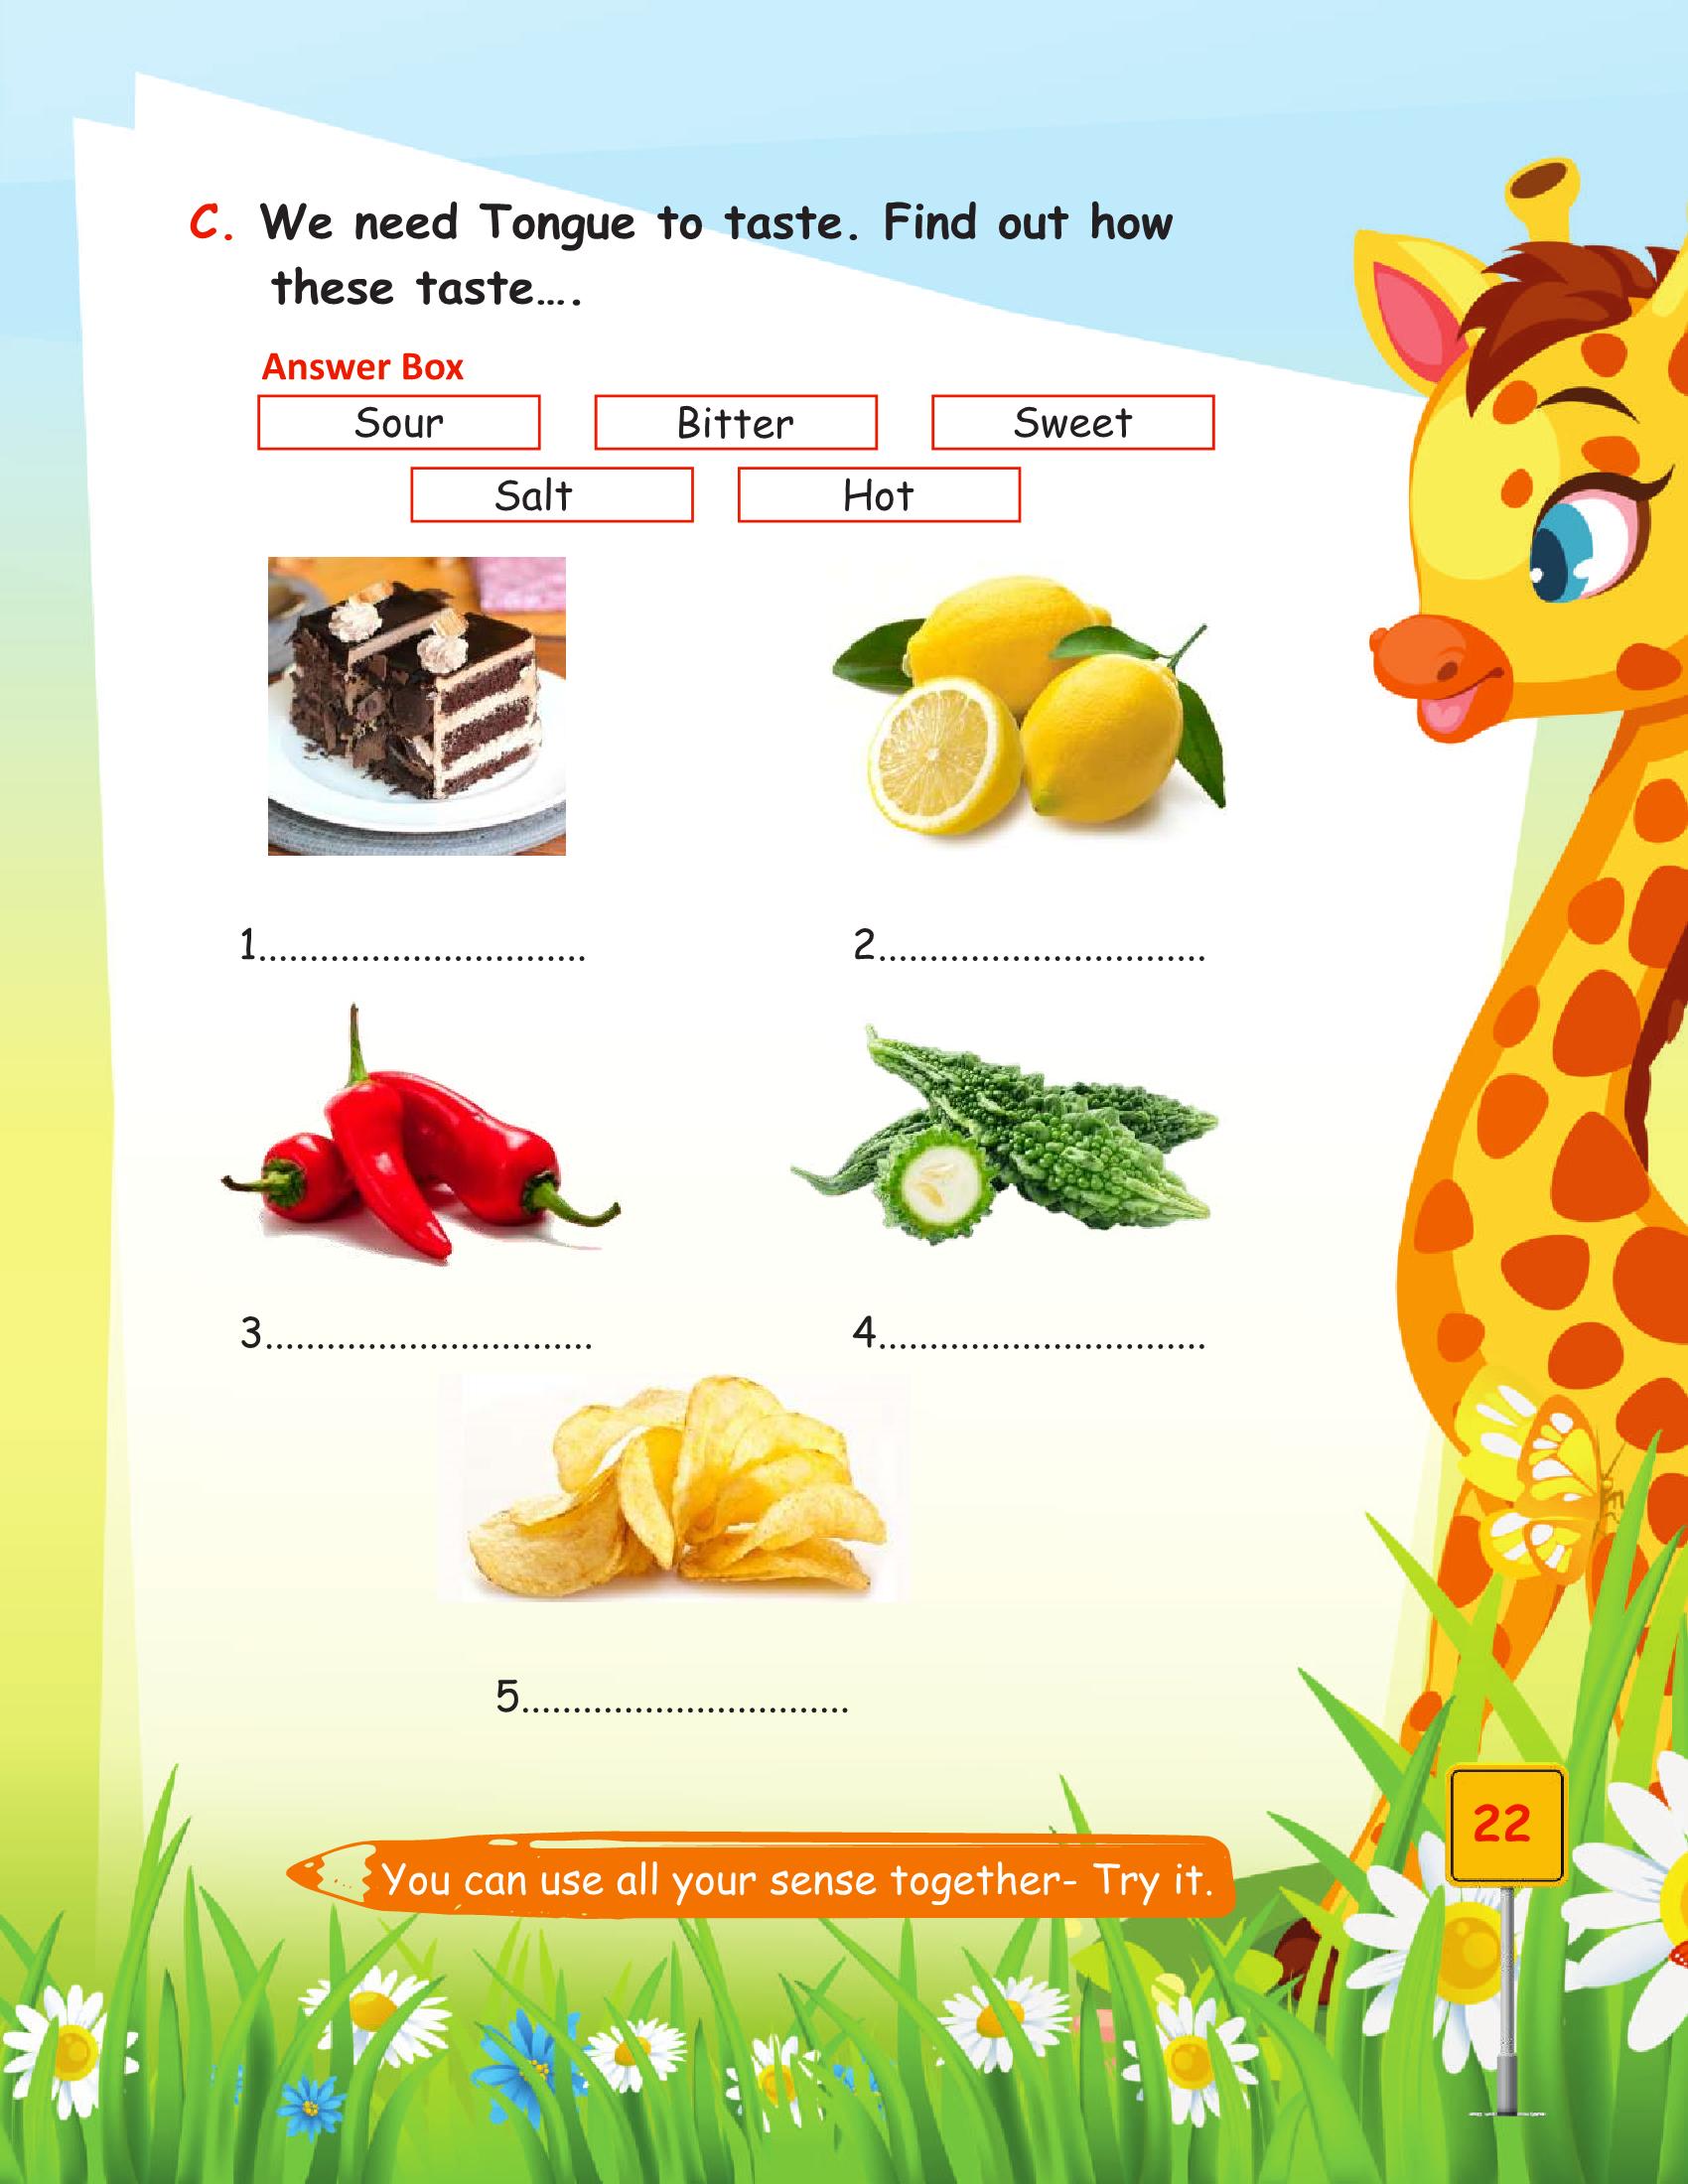 C. We need Tongue to taste. Find out how
these taste....
Answer Box
Sour Bitter Sweet
Salt Hot
1................................ 2................................
3................................ 4................................
5................................
You can use all your sense together- Try it.
22